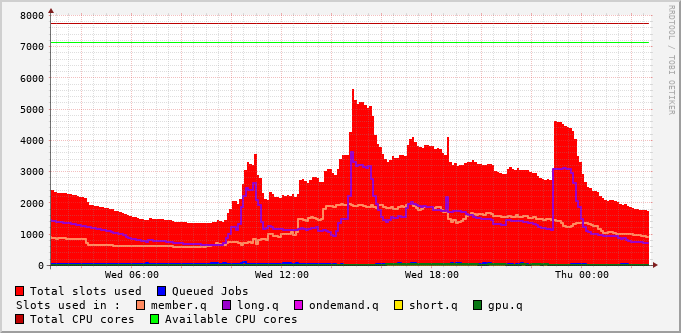 8000
7000
6000
5000
4000
3000
2000
1000
0
Wed 06:00 Wed 12:00 Wed 18:00 Thu 00:00
RRDTOOL / TOBI OETIKER
Total slots used Queued Jobs
Slots used in : member.q long.q ondemand.q short.q gpu.q
Total CPU cores Available CPU cores